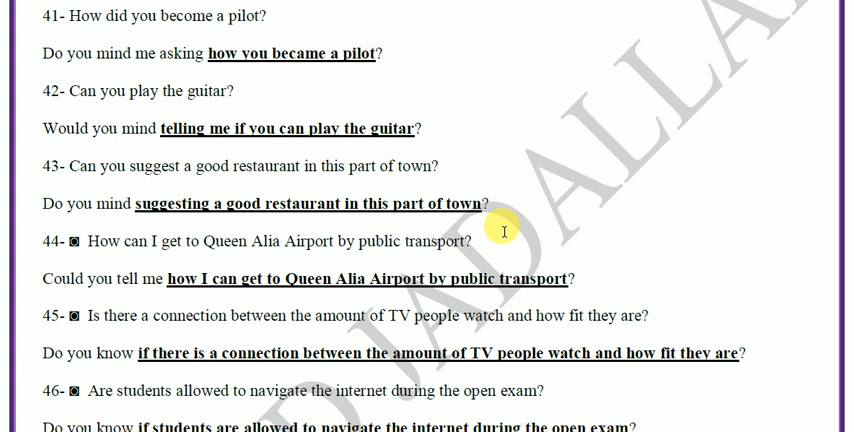 41- How did you become a pilot?
Do you mind me asking how you became a pilot?
42- Can you play the guitar?
Would you mind telling me if you can play the guitar?
43- Can you suggest a good restaurant in this part of town?
Do you mind suggesting a good restaurant in this part of town?
44- ◙ How can I get to Queen Alia Airport by public transport?
Could you tell me how I can get to Queen Alia Airport by public transport?
45- ◙ Is there a connection between the amount of TV people watch and how fit they are?
Do you know if there is a connection between the amount of TV people watch and how fit they are?
46- ◙ Are students allowed to navigate the internet during the open exam?
Do you know if students are allowed to navigate the internet during the open exam?